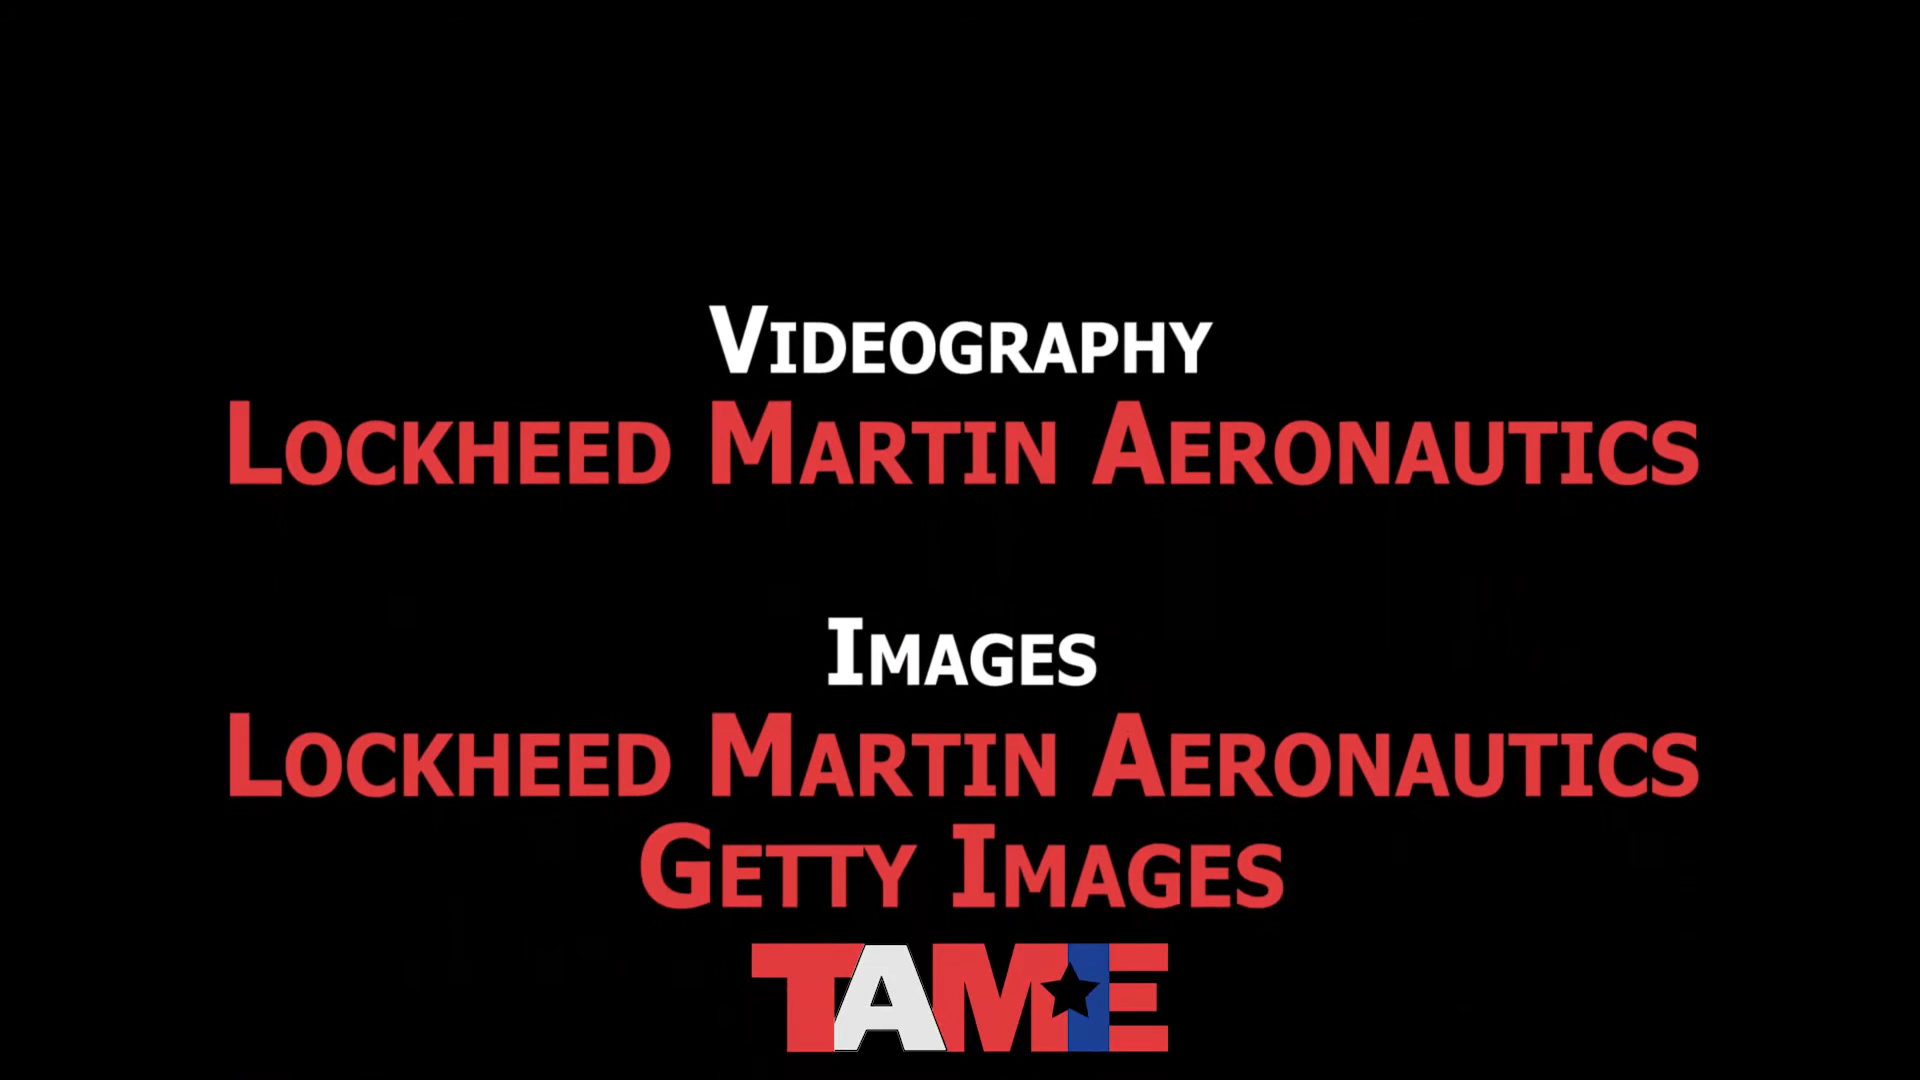 Videography
Lockheed Martin Aeronautics
Images
Lockheed Martin Aeronautics
Getty Images
TAME